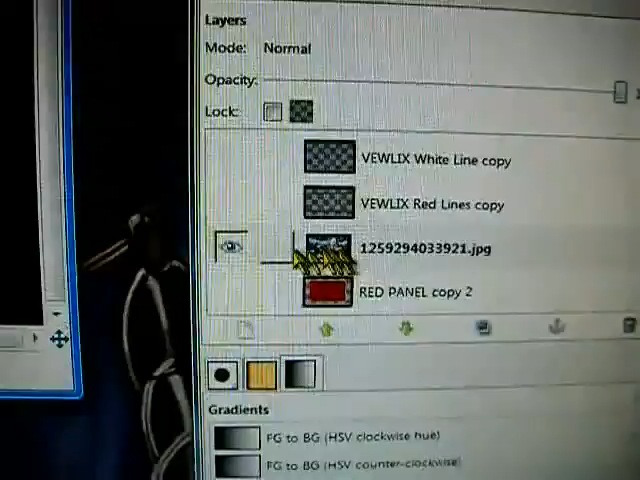 Layers
Mode: Normal
Opacity:
Lock:
VEWLIX White Line copy
VEWLIX Red Lines copy
1259294033921.jpg
RED PANEL copy 2
Gradients
FG to BG (HSV clockwise hue)
FG to BG (HSV counter-clockwise)